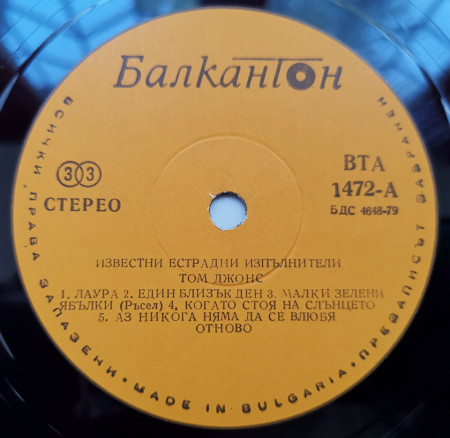 Балкантон
33
СТЕРЕО
ВТА
1472-А
БДС 4648-79
ИЗВЕСТНИ ЕСТРАДНИ ИЗПЪЛНИТЕЛИ
ТОМ ДЖОНС
1. ЛАУРА 2. ЕДИН БЛИЗЪК ДЕН 3. МАЛКИ ЗЕЛЕНИ
ЯБЪЛКИ (Ръсел) 4. КОГАТО СТОЯ НА СЛЪНЦЕТО
5. АЗ НИКОГА НЯМА ДА СЕ ВЛЮБЯ
ОТНОВО
ВСИЧКИ ПРАВА ЗАПАЗЕНИ • MADE IN BULGARIA • ПРЕЗАПИСЪТ ЗАБРАНЕН